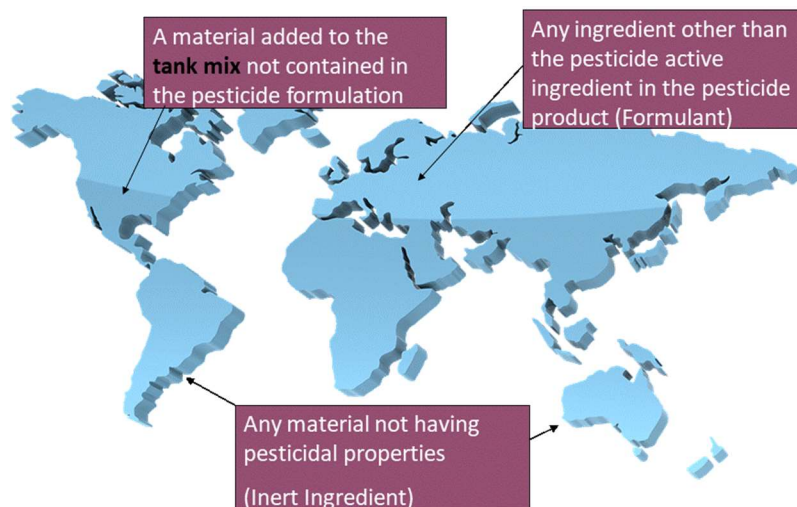 A material added to the
tank mix not contained in
the pesticide formulation
Any ingredient other than
the pesticide active
ingredient in the pesticide
product (Formulant)
Any material not having
pesticidal properties
(Inert Ingredient)